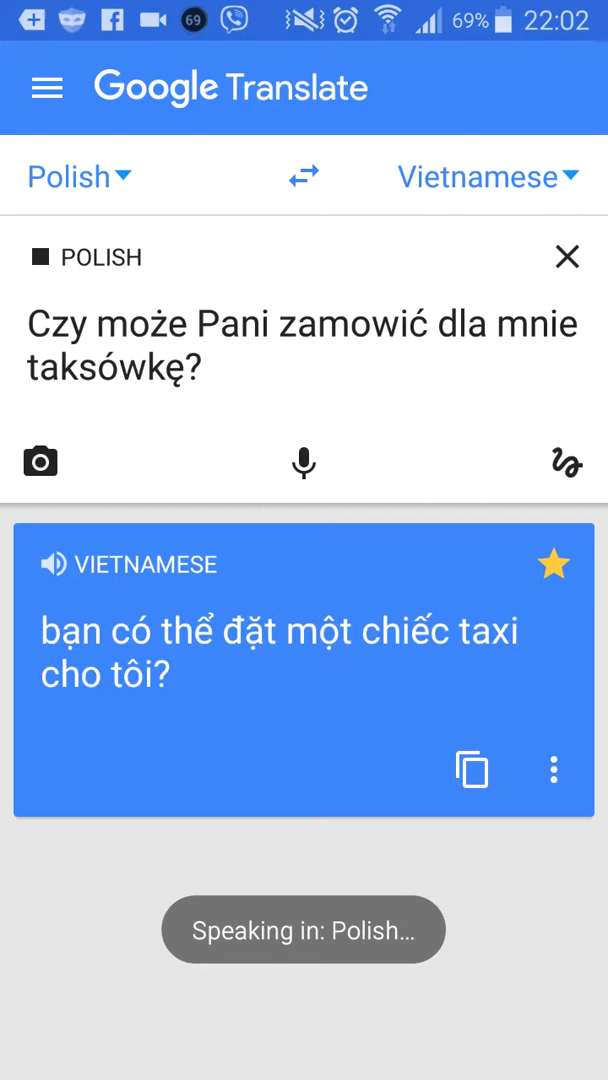 69 69% 22:02
Google Translate
Polish Vietnamese
POLISH
Czy może Pani zamowić dla mnie
taksówkę?
VIETNAMESE
bạn có thể đặt một chiếc taxi
cho tôi?
Speaking in: Polish...